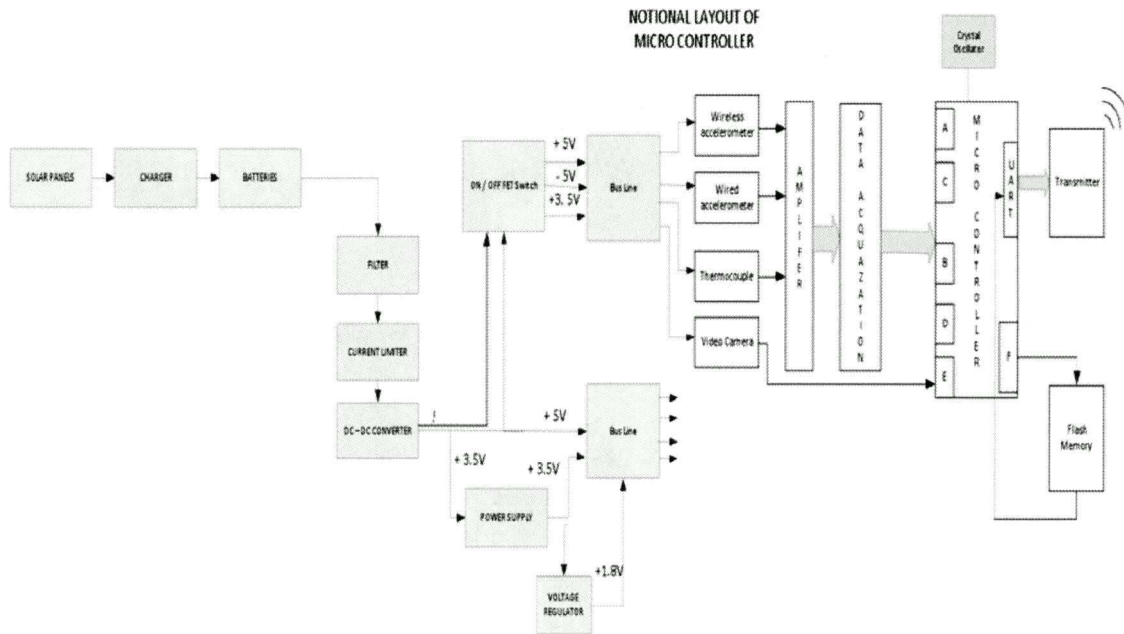 NOTIONAL LAYOUT OF
MICRO CONTROLLER
Crystal
Oscillator
SOLAR PANELS
CHARGER
BATTERIES
FILTER
CURRENT LIMITER
DC-DC CONVERTER
ON / OFF FET Switch
+ 5V
- 5V
+3. 5V
Bus Line
Wireless
accelerometer
Wired
accelerometer
Thermocouple
Video Camera
AMPLIFER
DATA ACQUAZATION
A
C
B
D
E
MICRO CONTROLLER
UART
F
Transmitter
Flash
Memory
+ 5V
+ 3.5V
+ 3.5V
Bus Line
POWER SUPPLY
+1.8V
VOLTAGE
REGULATOR